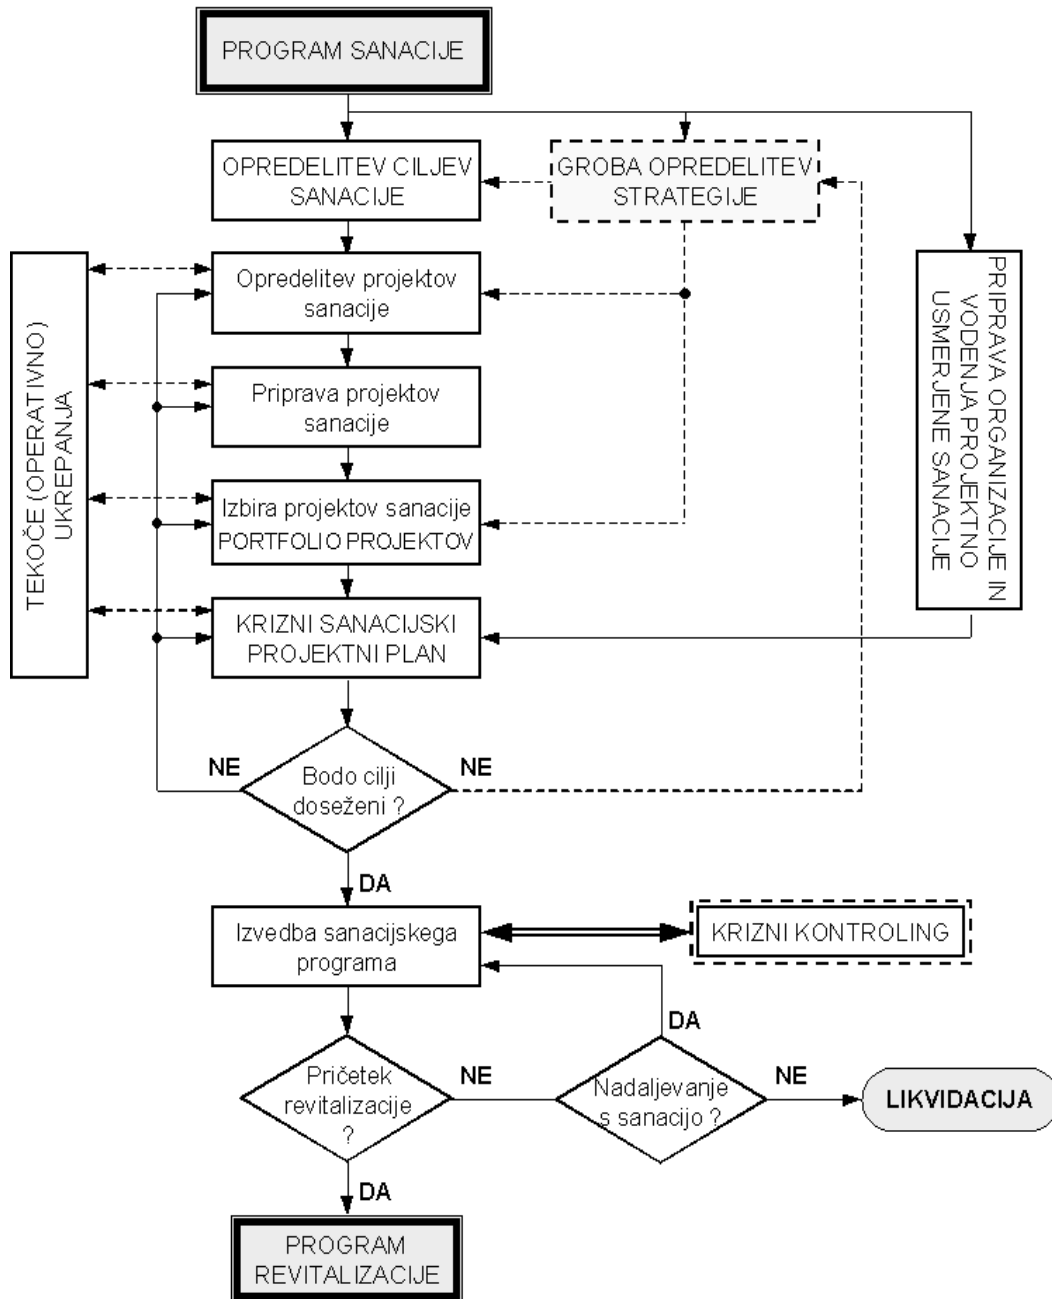 PROGRAM SANACIJE
OPREDELITEV CILJEV
SANACIJE
GROBA OPREDELITEV
STRATEGIJE
TEKOČE (OPERATIVNO)
UKREPANJA
Opredelitev projektov
sanacije
PRIPRAVA ORGANIZACIJE IN
VODENJA PROJEKTNO
USMERJENE SANACIJE
Priprava projektov
sanacije
Izbira projektov sanacije
PORTFOLIO PROJEKTOV
KRIZNI SANACIJSKI
PROJEKTNI PLAN
NE
Bodo cilji
doseženi ?
NE
DA
Izvedba sanacijskega
programa
KRIZNI KONTROLING
DA
Pričetek
revitalizacije
?
NE
Nadaljevanje
s sanacijo ?
NE
LIKVIDACIJA
DA
PROGRAM
REVITALIZACIJE